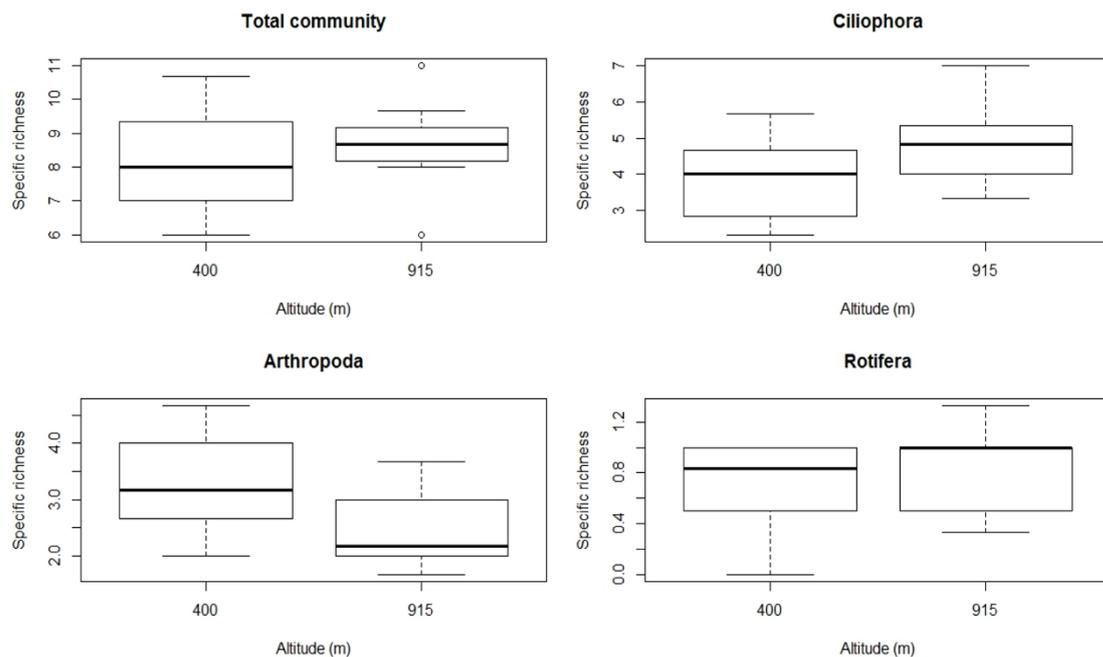 Total community
Specific richness
11
10
9
8
7
6
400 915
Altitude (m)
Ciliophora
Specific richness
7
6
5
4
3
400 915
Altitude (m)
Arthropoda
Specific richness
4.0
3.0
2.0
400 915
Altitude (m)
Rotifera
Specific richness
1.2
0.8
0.4
0.0
400 915
Altitude (m)